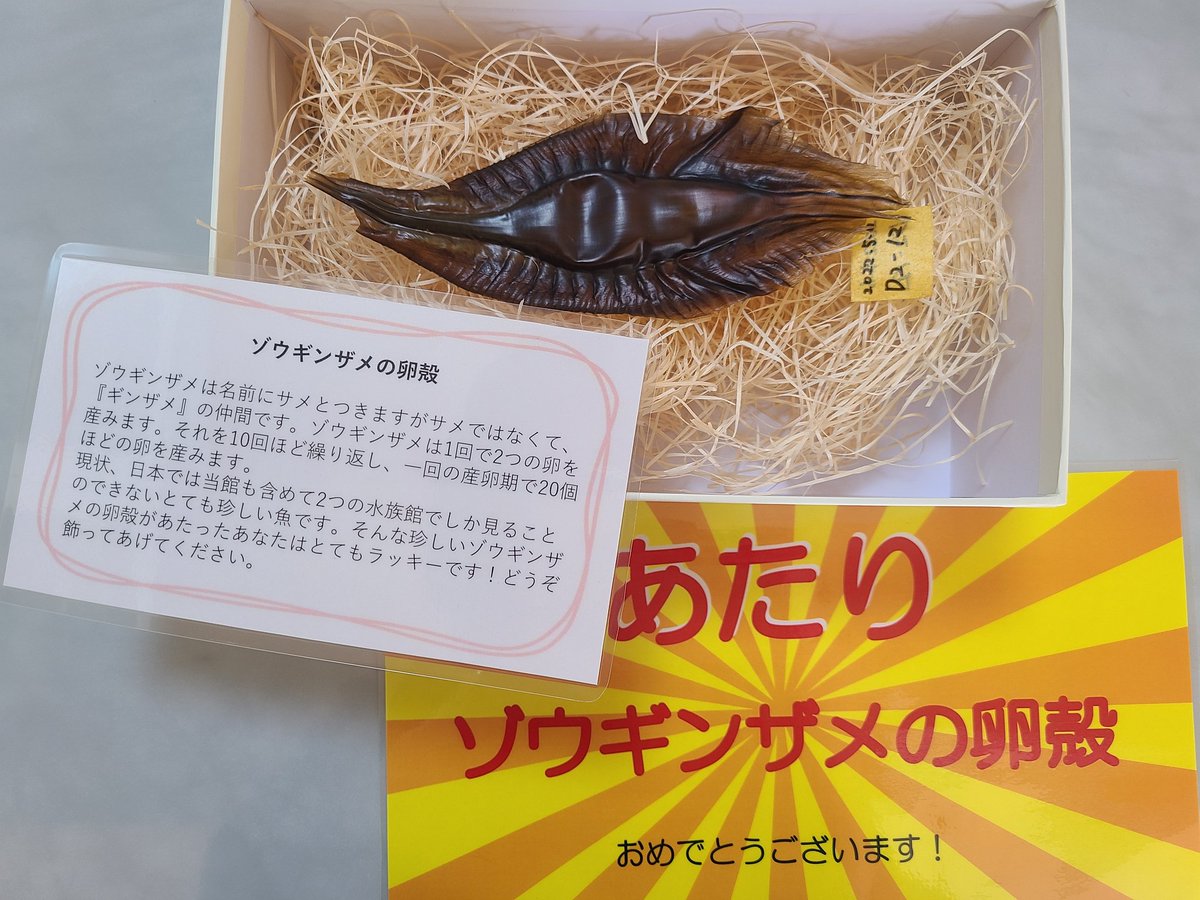 2022.5.11
D2-12
ゾウギンザメの卵殻
ゾウギンザメは名前にサメとつきますがサメではなくて、
『ギンザメ』の仲間です。ゾウギンザメは1回で2つの卵を
産みます。それを10回ほど繰り返し、一回の産卵期で20個
ほどの卵を産みます。
現状、日本では当館も含めて2つの水族館でしか見ること
のできないとても珍しい魚です。そんな珍しいゾウギンザ
メの卵殻があたったあなたはとてもラッキーです！どうぞ
飾ってあげてください。
あたり
ゾウギンザメの卵殻
おめでとうございます！